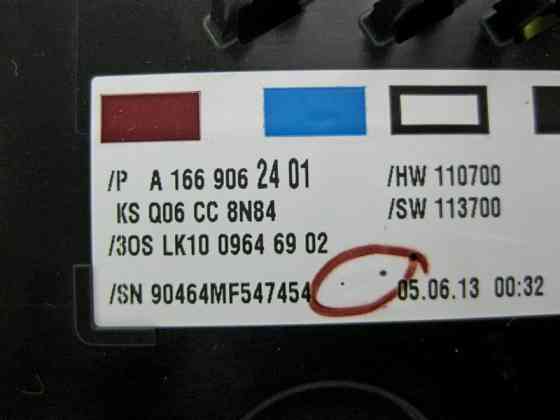 /P A 166 906 24 01 /HW 110700
KS Q06 CC 8N84 /SW 113700
/3OS LK10 0964 69 02
/SN 90464MF547454 05.06.13 00:32